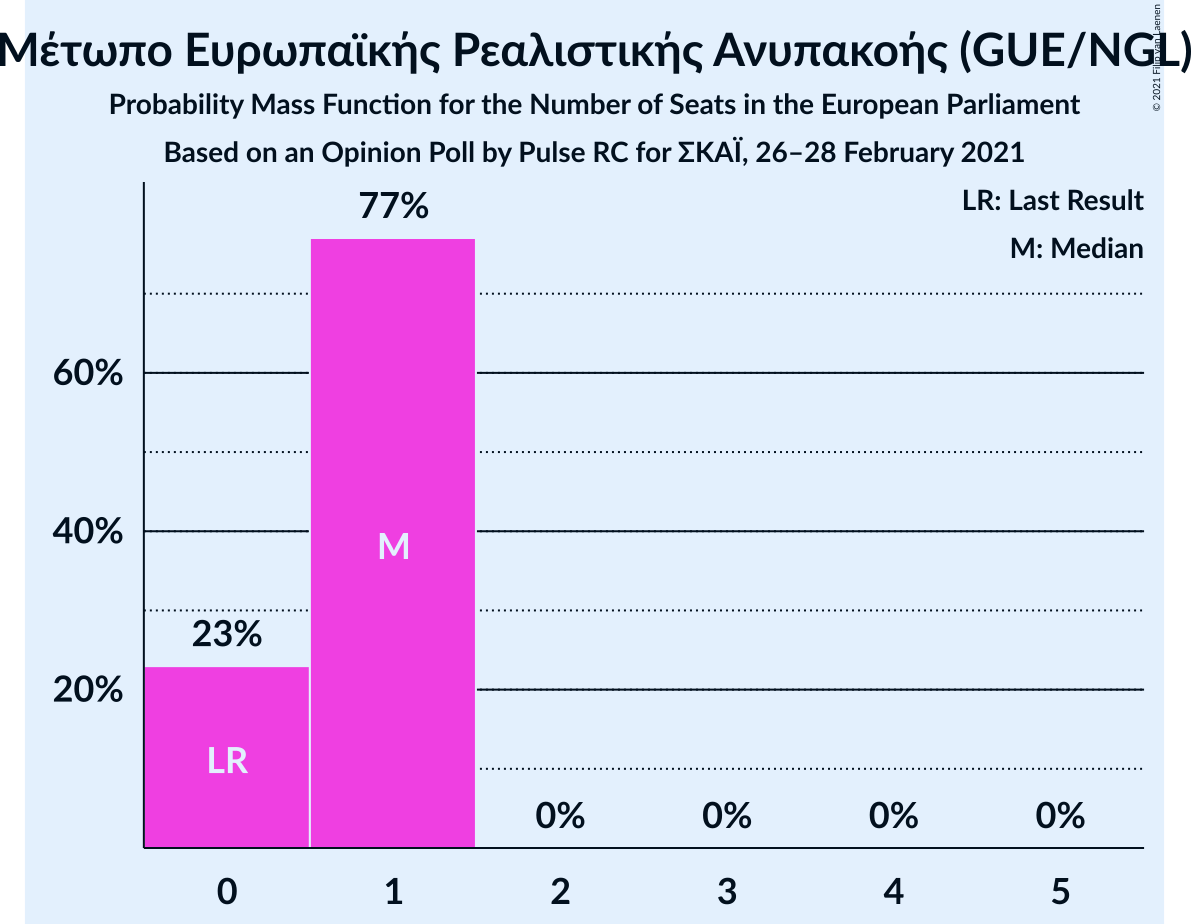 Μέτωπο Ευρωπαϊκής Ρεαλιστικής Ανυπακοής (GUE/NGL)
© 2021 Filip van Laenen
Probability Mass Function for the Number of Seats in the European Parliament
Based on an Opinion Poll by Pulse RC for ΣΚΑΪ, 26–28 February 2021
LR: Last Result
M: Median
77%
60%
40%
M
23%
20%
LR
0% 0% 0% 0%
0 1 2 3 4 5